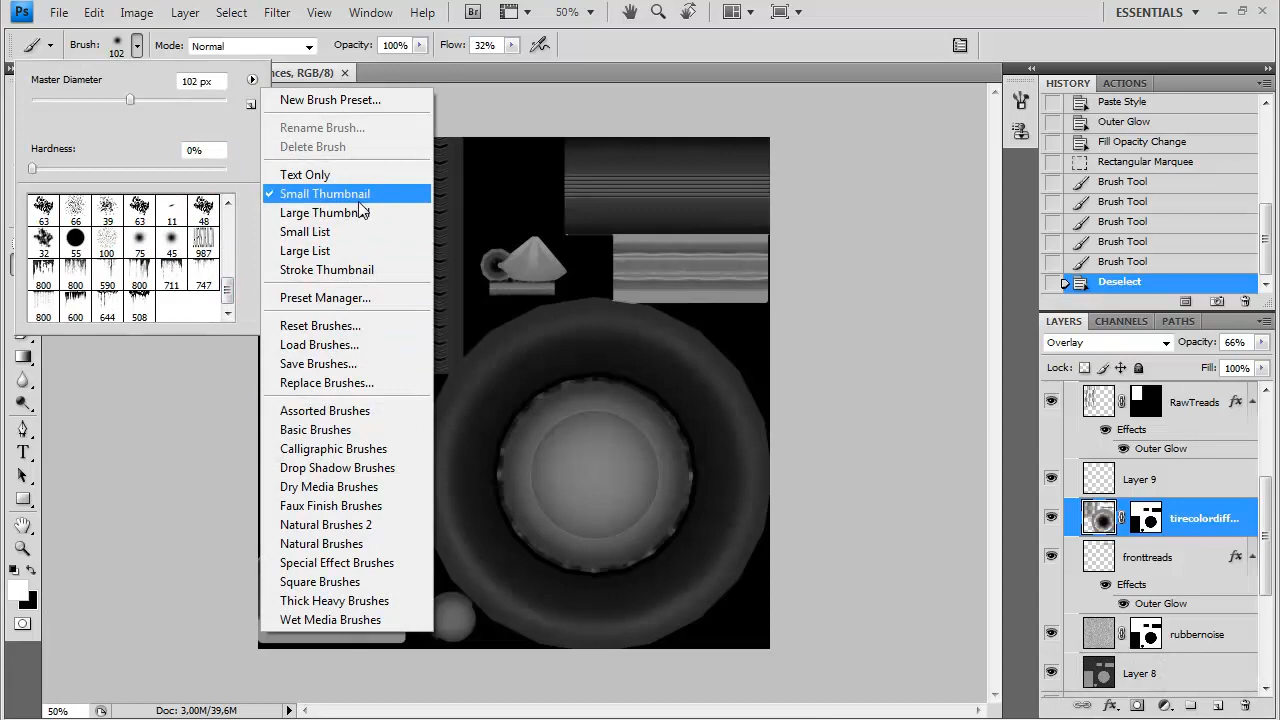 Ps File Edit Image Layer Select Filter View Window Help Br 50% ESSENTIALS
Brush: 102 Mode: Normal Opacity: 100% Flow: 32%
nces, RGB/8)
Master Diameter 102 px
Hardness: 0%
63 66 39 63 48
32 55 100 75 45 987
800 800 590 800 711 747
800 600 644 508
New Brush Preset...
Rename Brush...
Delete Brush
Text Only
Small Thumbnail
Large Thumbnail
Small List
Large List
Stroke Thumbnail
Preset Manager...
Reset Brushes...
Load Brushes...
Save Brushes...
Replace Brushes...
Assorted Brushes
Basic Brushes
Calligraphic Brushes
Drop Shadow Brushes
Dry Media Brushes
Faux Finish Brushes
Natural Brushes 2
Natural Brushes
Special Effect Brushes
Square Brushes
Thick Heavy Brushes
Wet Media Brushes
HISTORY ACTIONS
Paste Style
Outer Glow
Fill Opacity Change
Rectangular Marquee
Brush Tool
Brush Tool
Brush Tool
Brush Tool
Brush Tool
Deselect
LAYERS CHANNELS PATHS
Overlay Opacity: 66%
Lock: Fill: 100%
RawTreads fx
Effects
Outer Glow
Layer 9
tirecolordiff...
fronttreads fx
Effects
Outer Glow
rubbernoise
Layer 8
fx
T
50% Doc: 3,00M/39,6M